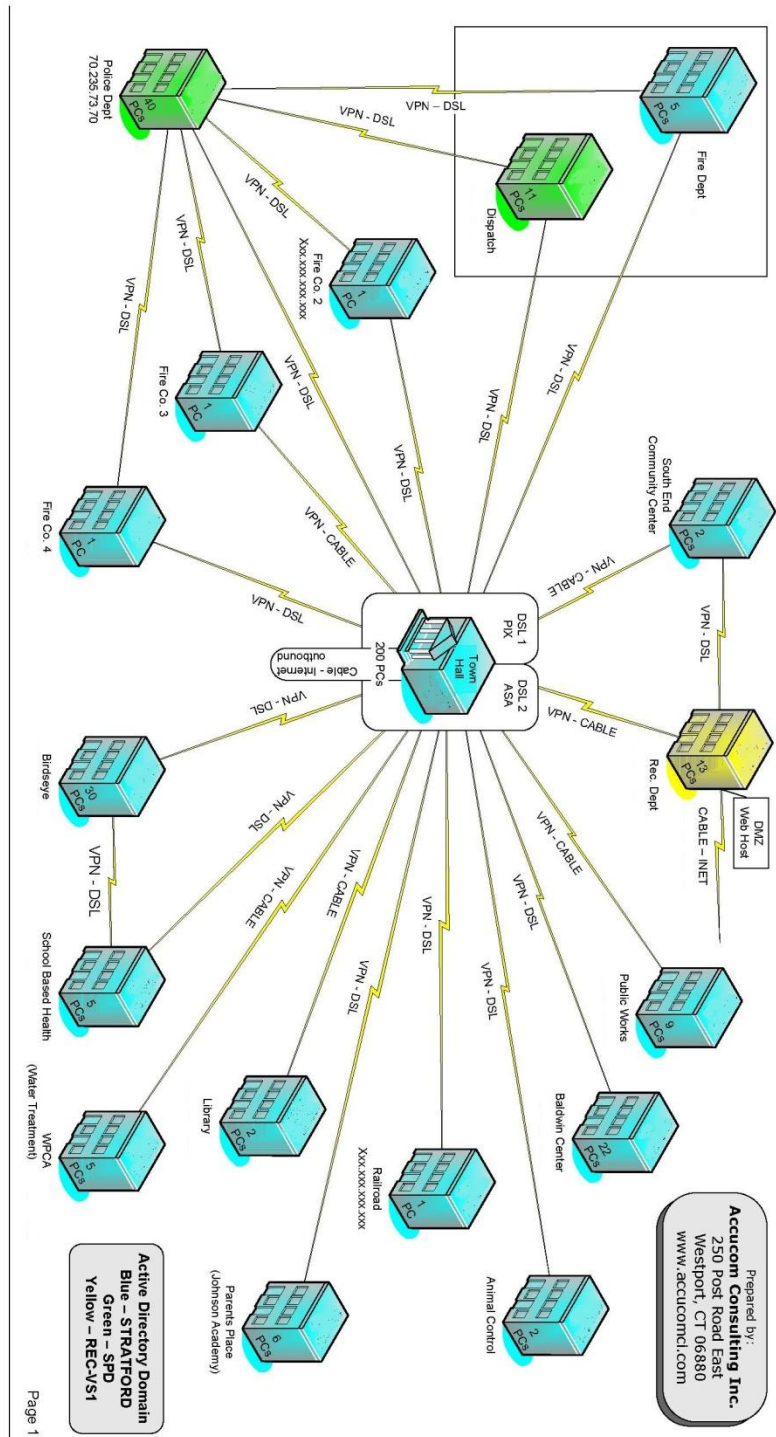 Prepared by:
Accucom Consulting Inc.
250 Post Road East
Westport, CT 06880
www.accucomcl.com
5
PCs
Fire Dept
2
PCs
South End
Community Center
VPN - DSL
13
PCs
Rec. Dept
DMZ
Web Host
CABLE – INET
9
PCs
Public Works
11
PCs
Dispatch
22
PCs
Baldwin Center
2
PCs
Animal Control
VPN – DSL
VPN - DSL
VPN - DSL
VPN -DSL
VPN - DSL
VPN - CABLE
VPN - CABLE
VPN - CABLE
VPN - DSL
VPN - DSL
1
PC
Fire Co. 2
Xxx.xxx.xxx.xxx
VPN - DSL
VPN - DSL
DSL 1
PIX
DSL 2
ASA
Town
Hall
200 PCs
Cable - Internet
outbound
VPN - DSL
1
PC
Railroad
Xxx.xxx.xxx.xxx
40
PCs
Police Dept
70.235.73.70
VPN - DSL
1
PC
Fire Co. 3
VPN - CABLE
VPN - DSL
VPN - CABLE
2
PCs
Library
6
PCs
Parents Place
(Johnson Academy)
VPN - DSL
1
PC
Fire Co. 4
VPN - DSL
VPN - DSL
VPN - DSL
VPN - CABLE
30
PCs
Birdseye
VPN - DSL
5
PCs
School Based Health
5
PCs
WPCA
(Water Treatment)
Active Directory Domain
Blue – STRATFORD
Green – SPD
Yellow – REC-VS1
Page 1